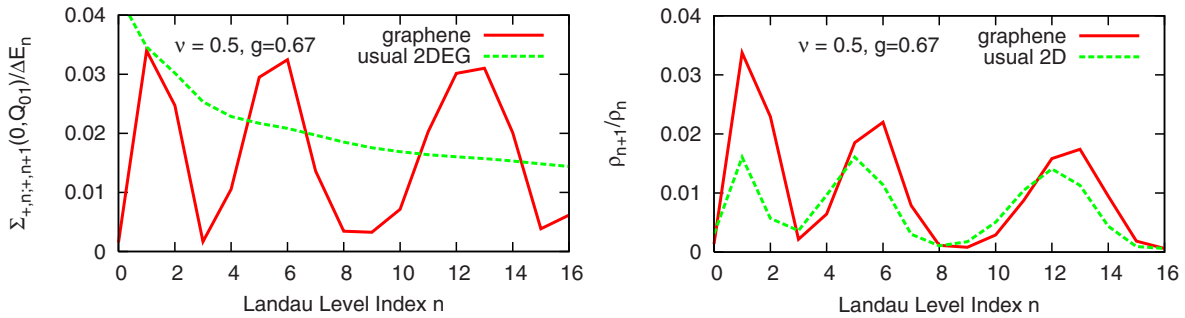 Σ+,n;+,n+1(0,Q01)/ΔEn
0.04
0.03
0.02
0.01
0
ν = 0.5, g=0.67
graphene
usual 2DEG
0 2 4 6 8 10 12 14 16
Landau Level Index n
ρn+1/ρn
0.04
0.03
0.02
0.01
0
ν = 0.5, g=0.67
graphene
usual 2D
0 2 4 6 8 10 12 14 16
Landau Level Index n